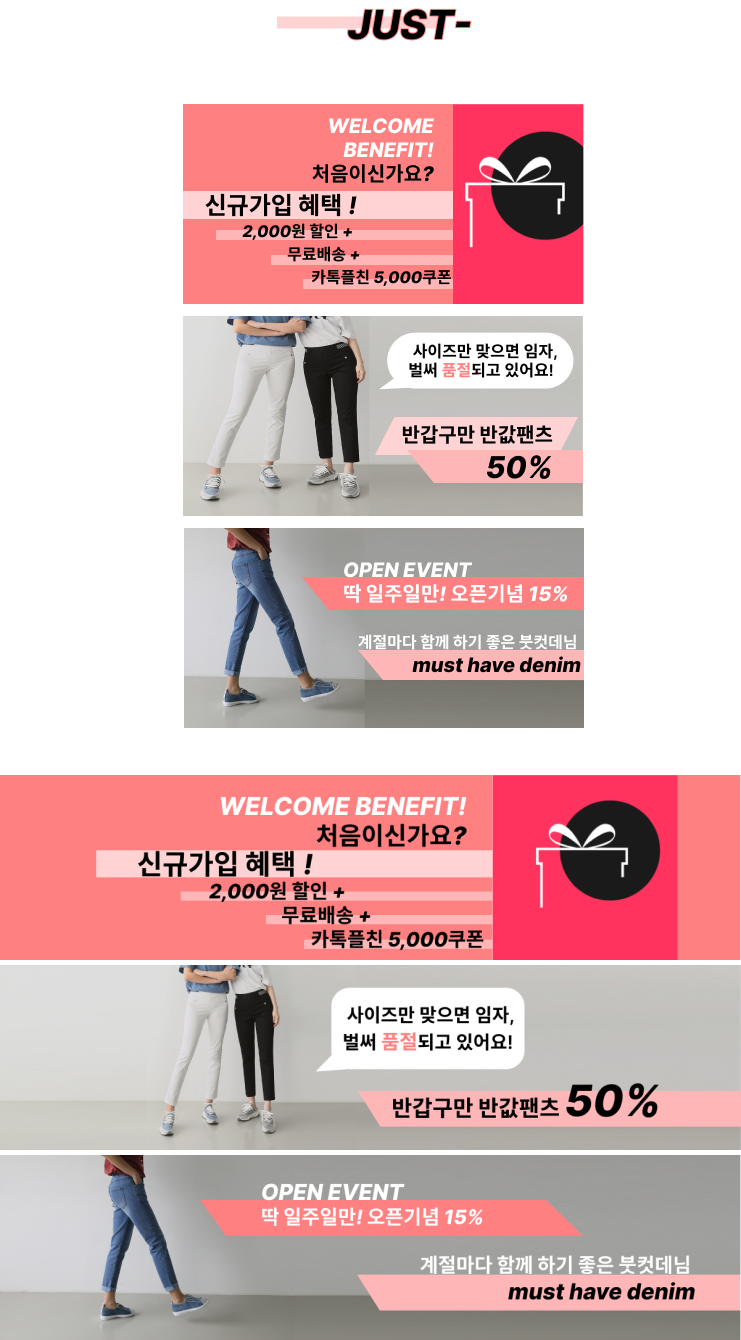 JUST-
WELCOME
BENEFIT!
처음이신가요?
신규가입 혜택 !
2,000원 할인 +
무료배송 +
카톡플친 5,000쿠폰
사이즈만 맞으면 임자,
벌써 품절되고 있어요!
반갑구만 반값팬츠
50%
OPEN EVENT
딱 일주일만! 오픈기념 15%
계절마다 함께 하기 좋은 붓컷데님
must have denim
WELCOME BENEFIT!
처음이신가요?
신규가입 혜택 !
2,000원 할인 +
무료배송 +
카톡플친 5,000쿠폰
사이즈만 맞으면 임자,
벌써 품절되고 있어요!
반갑구만 반값팬츠 50%
OPEN EVENT
딱 일주일만! 오픈기념 15%
계절마다 함께 하기 좋은 붓컷데님
must have denim